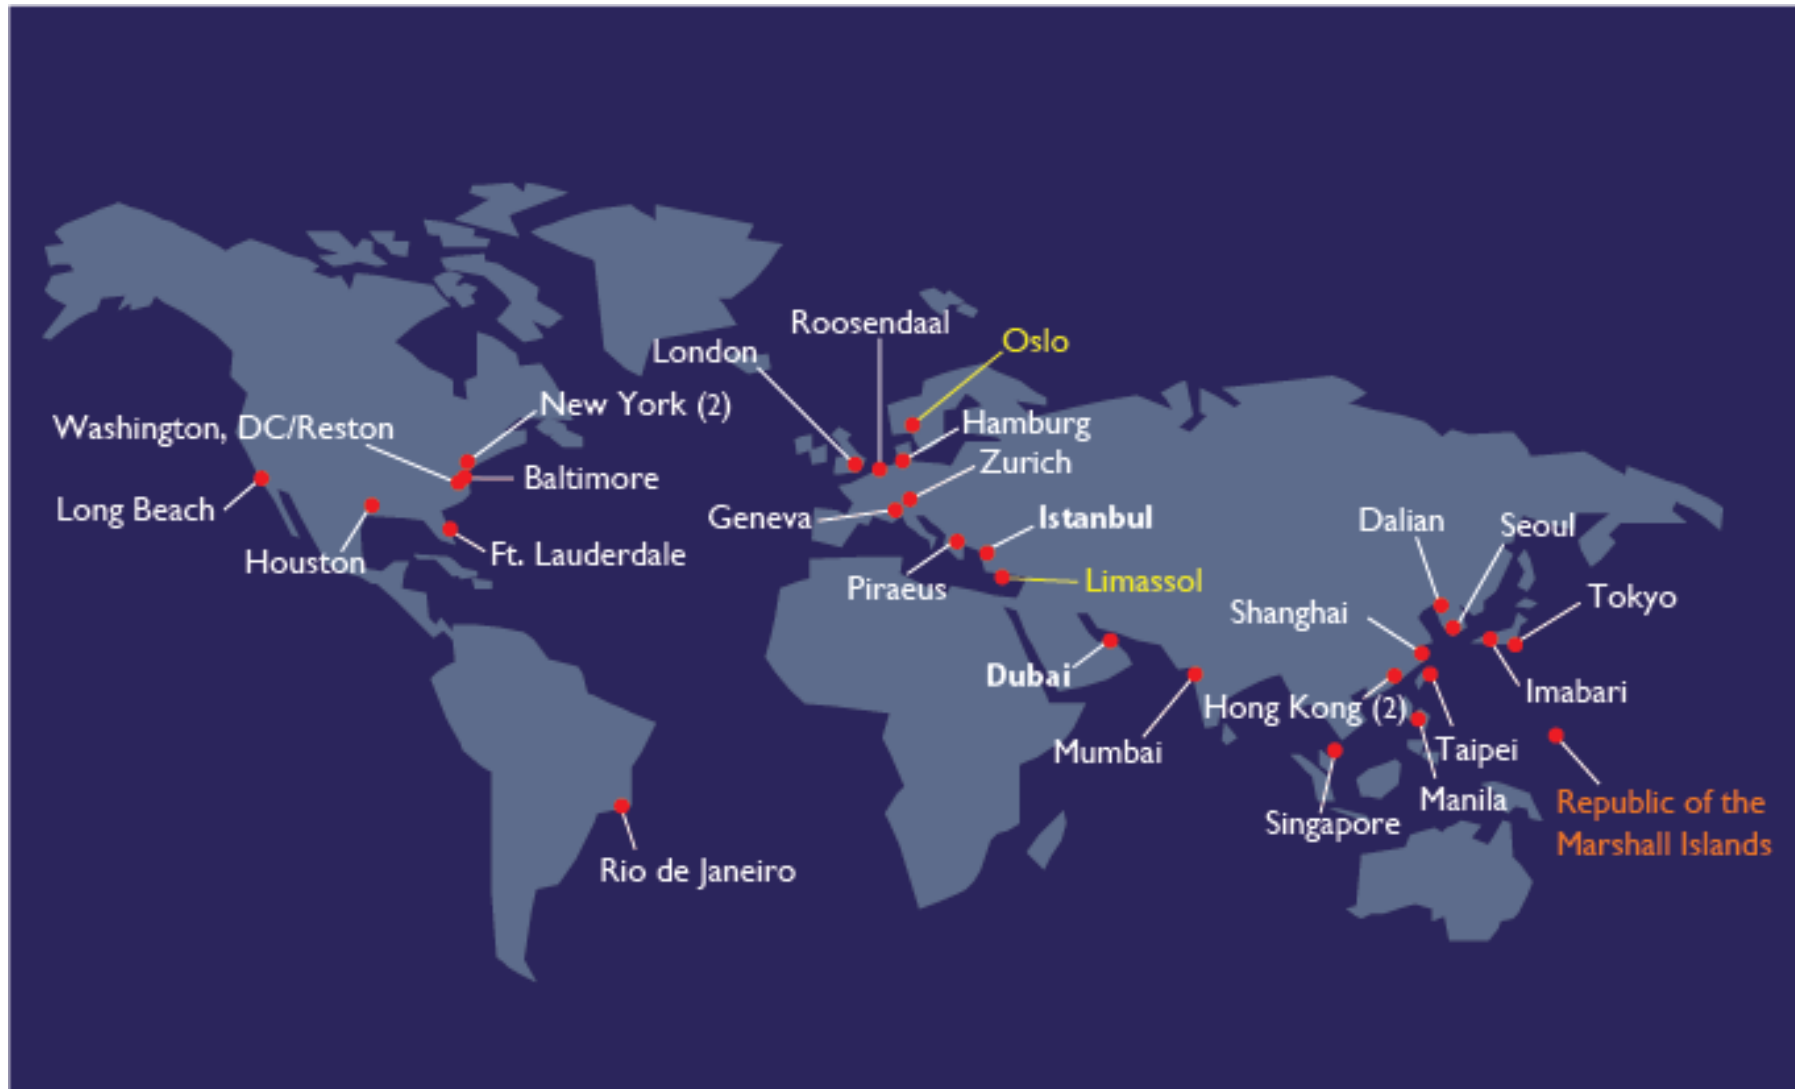 Roosendaal
Oslo
London
New York (2)
Hamburg
Washington, DC/Reston
Zurich
Baltimore
Long Beach
Geneva
Istanbul
Dalian
Seoul
Houston
Ft. Lauderdale
Piraeus
Limassol
Tokyo
Shanghai
Dubai
Imabari
Hong Kong (2)
Mumbai
Taipei
Manila
Republic of the
Marshall Islands
Singapore
Rio de Janeiro